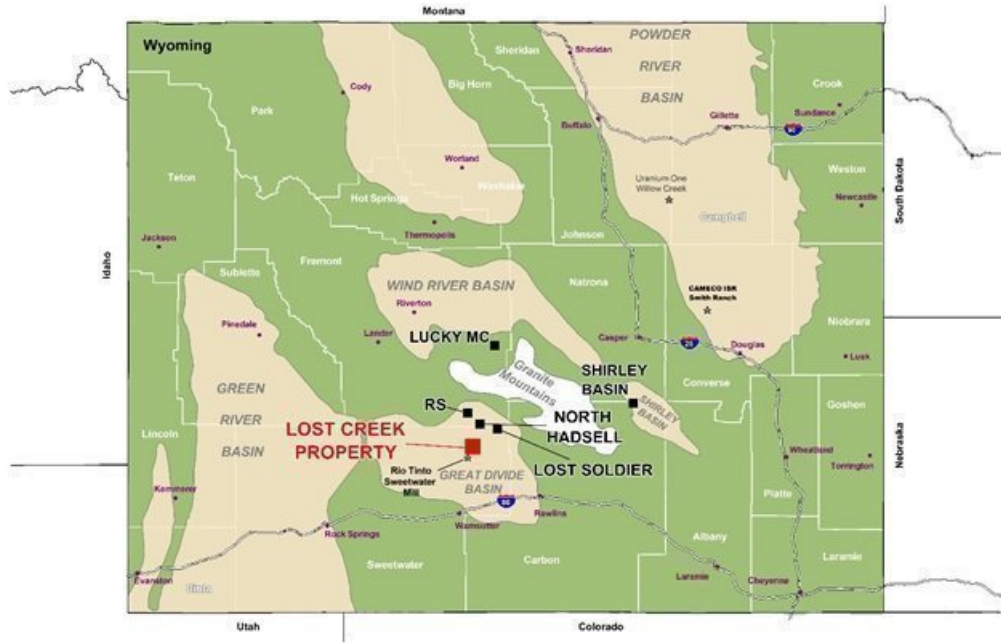 Montana
Wyoming
Sheridan
Sheridan
POWDER
RIVER
BASIN
Cody
Big Horn
Park
Crook
Sundance
Gillette
90
Buffalo
Worland
Washakie
Weston
Newcastle
South Dakota
Uranium One
Willow Creek
Campbell
Teton
Hot Springs
Thermopolis
Johnson
Jackson
Idaho
Sublette
Fremont
Natrona
WIND RIVER BASIN
Riverton
CAMECO ISR
Smith Ranch
Niobrara
Pinedale
Lander
LUCKY MC
Casper
25
Douglas
Lusk
Granite
Mountains
SHIRLEY
BASIN
Converse
GREEN
RIVER
BASIN
RS
SHIRLEY
BASIN
Goshen
NORTH
HADSELL
LOST CREEK
PROPERTY
Lincoln
LOST SOLDIER
Wheatland
Torrington
Nebraska
Rio Tinto
Sweetwater
Mill
GREAT DIVIDE
BASIN
Kemmerer
80
Platte
Wamsutter
Rawlins
Rock Springs
Albany
Sweetwater
Carbon
Laramie
Laramie
Evanston
Uinta
Cheyenne
Utah
Colorado